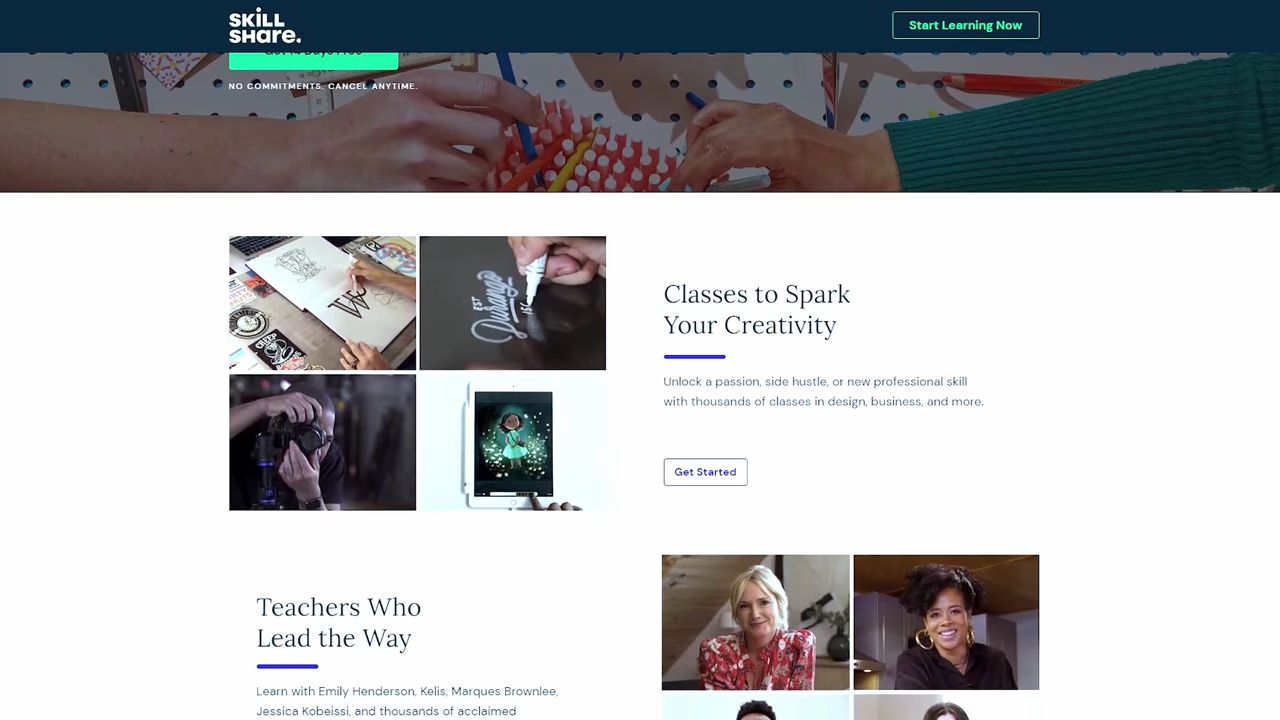 SKILL
SHare.
Start Learning Now
NO COMMITMENTS. CANCEL ANYTIME.
EST
Durango
Classes to Spark
Your Creativity
Unlock a passion, side hustle, or new professional skill
with thousands of classes in design, business, and more.
Get Started
Teachers Who
Lead the Way
Learn with Emily Henderson, Kelis, Marques Brownlee,
Jessica Kobeissi, and thousands of acclaimed